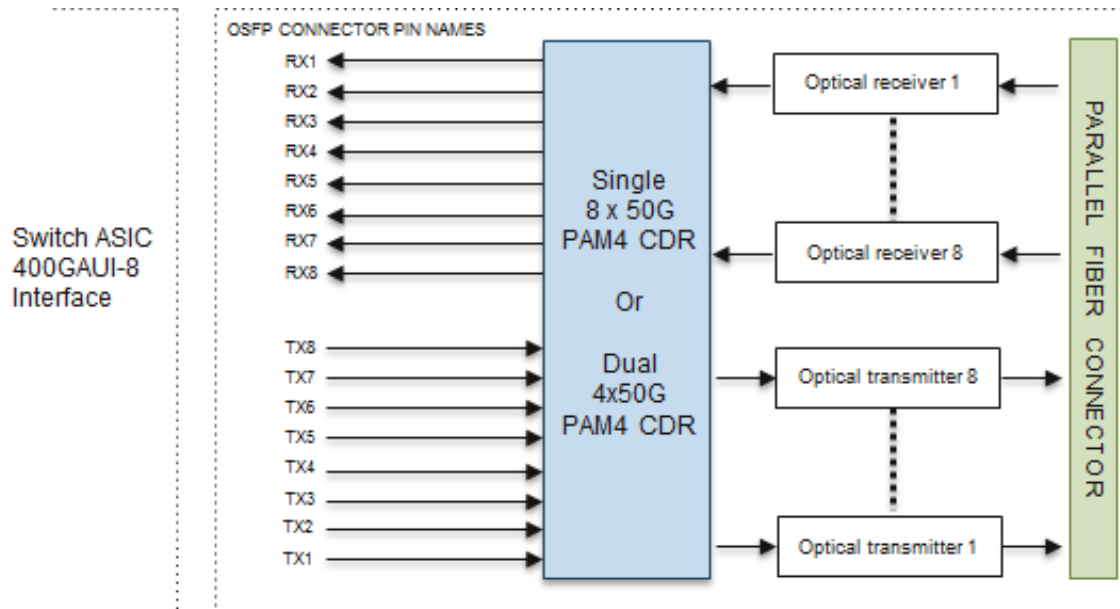 OSFP CONNECTOR PIN NAMES
RX1
RX2
RX3
RX4
RX5
RX6
RX7
RX8
TX8
TX7
TX6
TX5
TX4
TX3
TX2
TX1
Switch ASIC
400GAUI-8
Interface
Single
8 x 50G
PAM4 CDR
Or
Dual
4x50G
PAM4 CDR
Optical receiver 1
Optical receiver 8
Optical transmitter 8
Optical transmitter 1
PARALLEL FIBER CONNECTOR